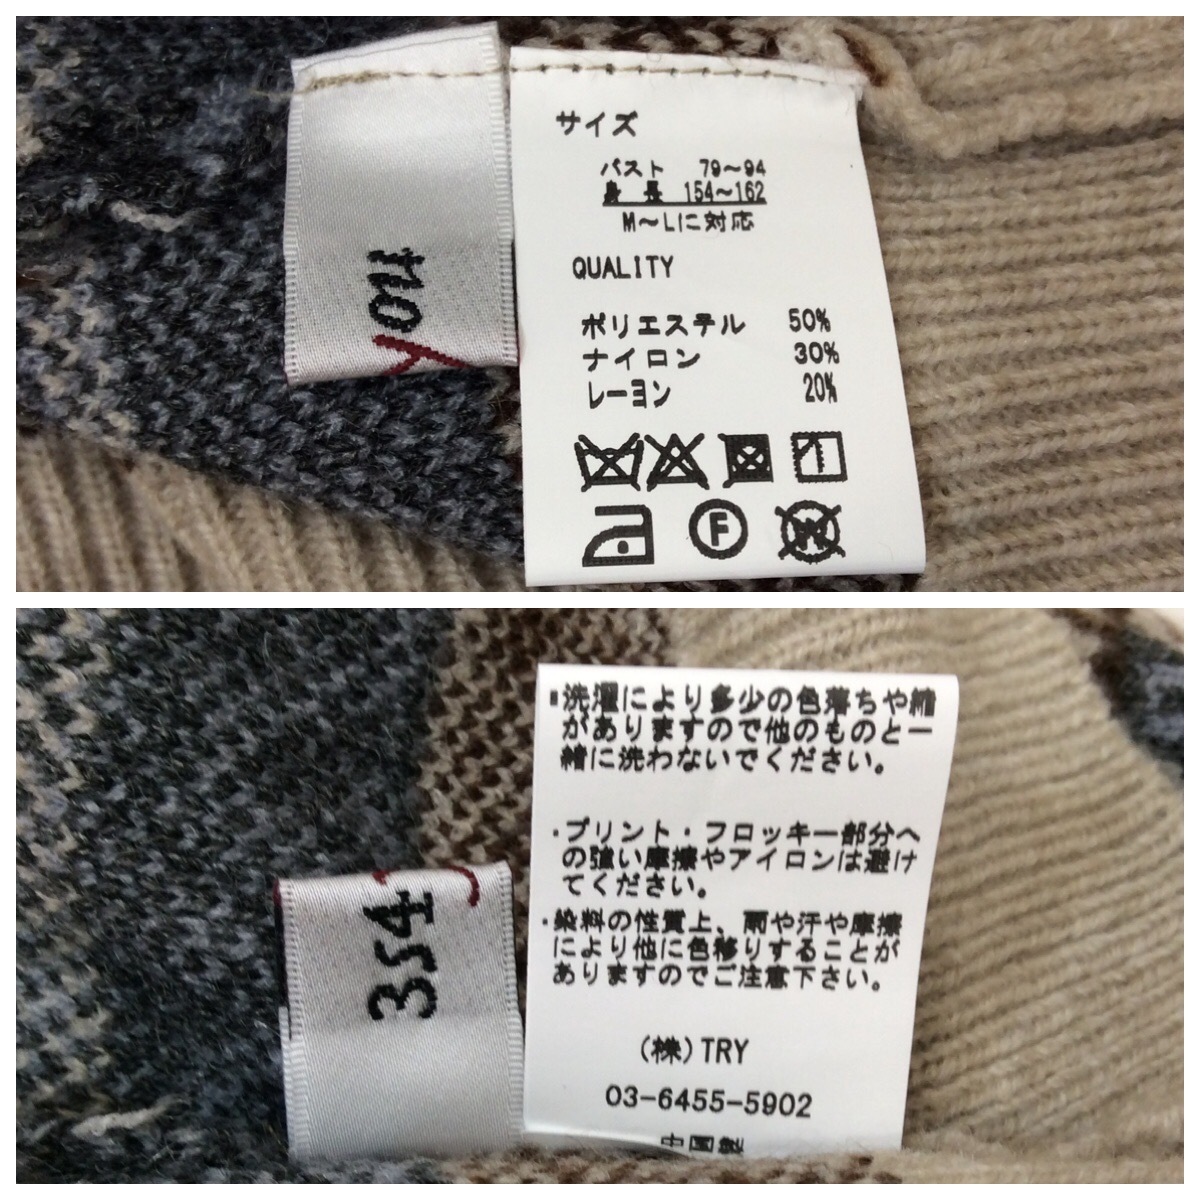 you
サイズ
バスト 79～94
身長 154～162
M～Lに対応
QUALITY
ポリエステル 50%
ナイロン 30%
レーヨン 20%
F
W
354
・洗濯により多少の色落ちや縮
がありますので他のものと一
緒に洗わないでください。
・プリント・フロッキー部分へ
の強い摩擦やアイロンは避け
てください。
・染料の性質上、雨や汗や摩擦
により他に色移りすることが
ありますのでご注意下さい。
(株)TRY
03-6455-5902
中国製